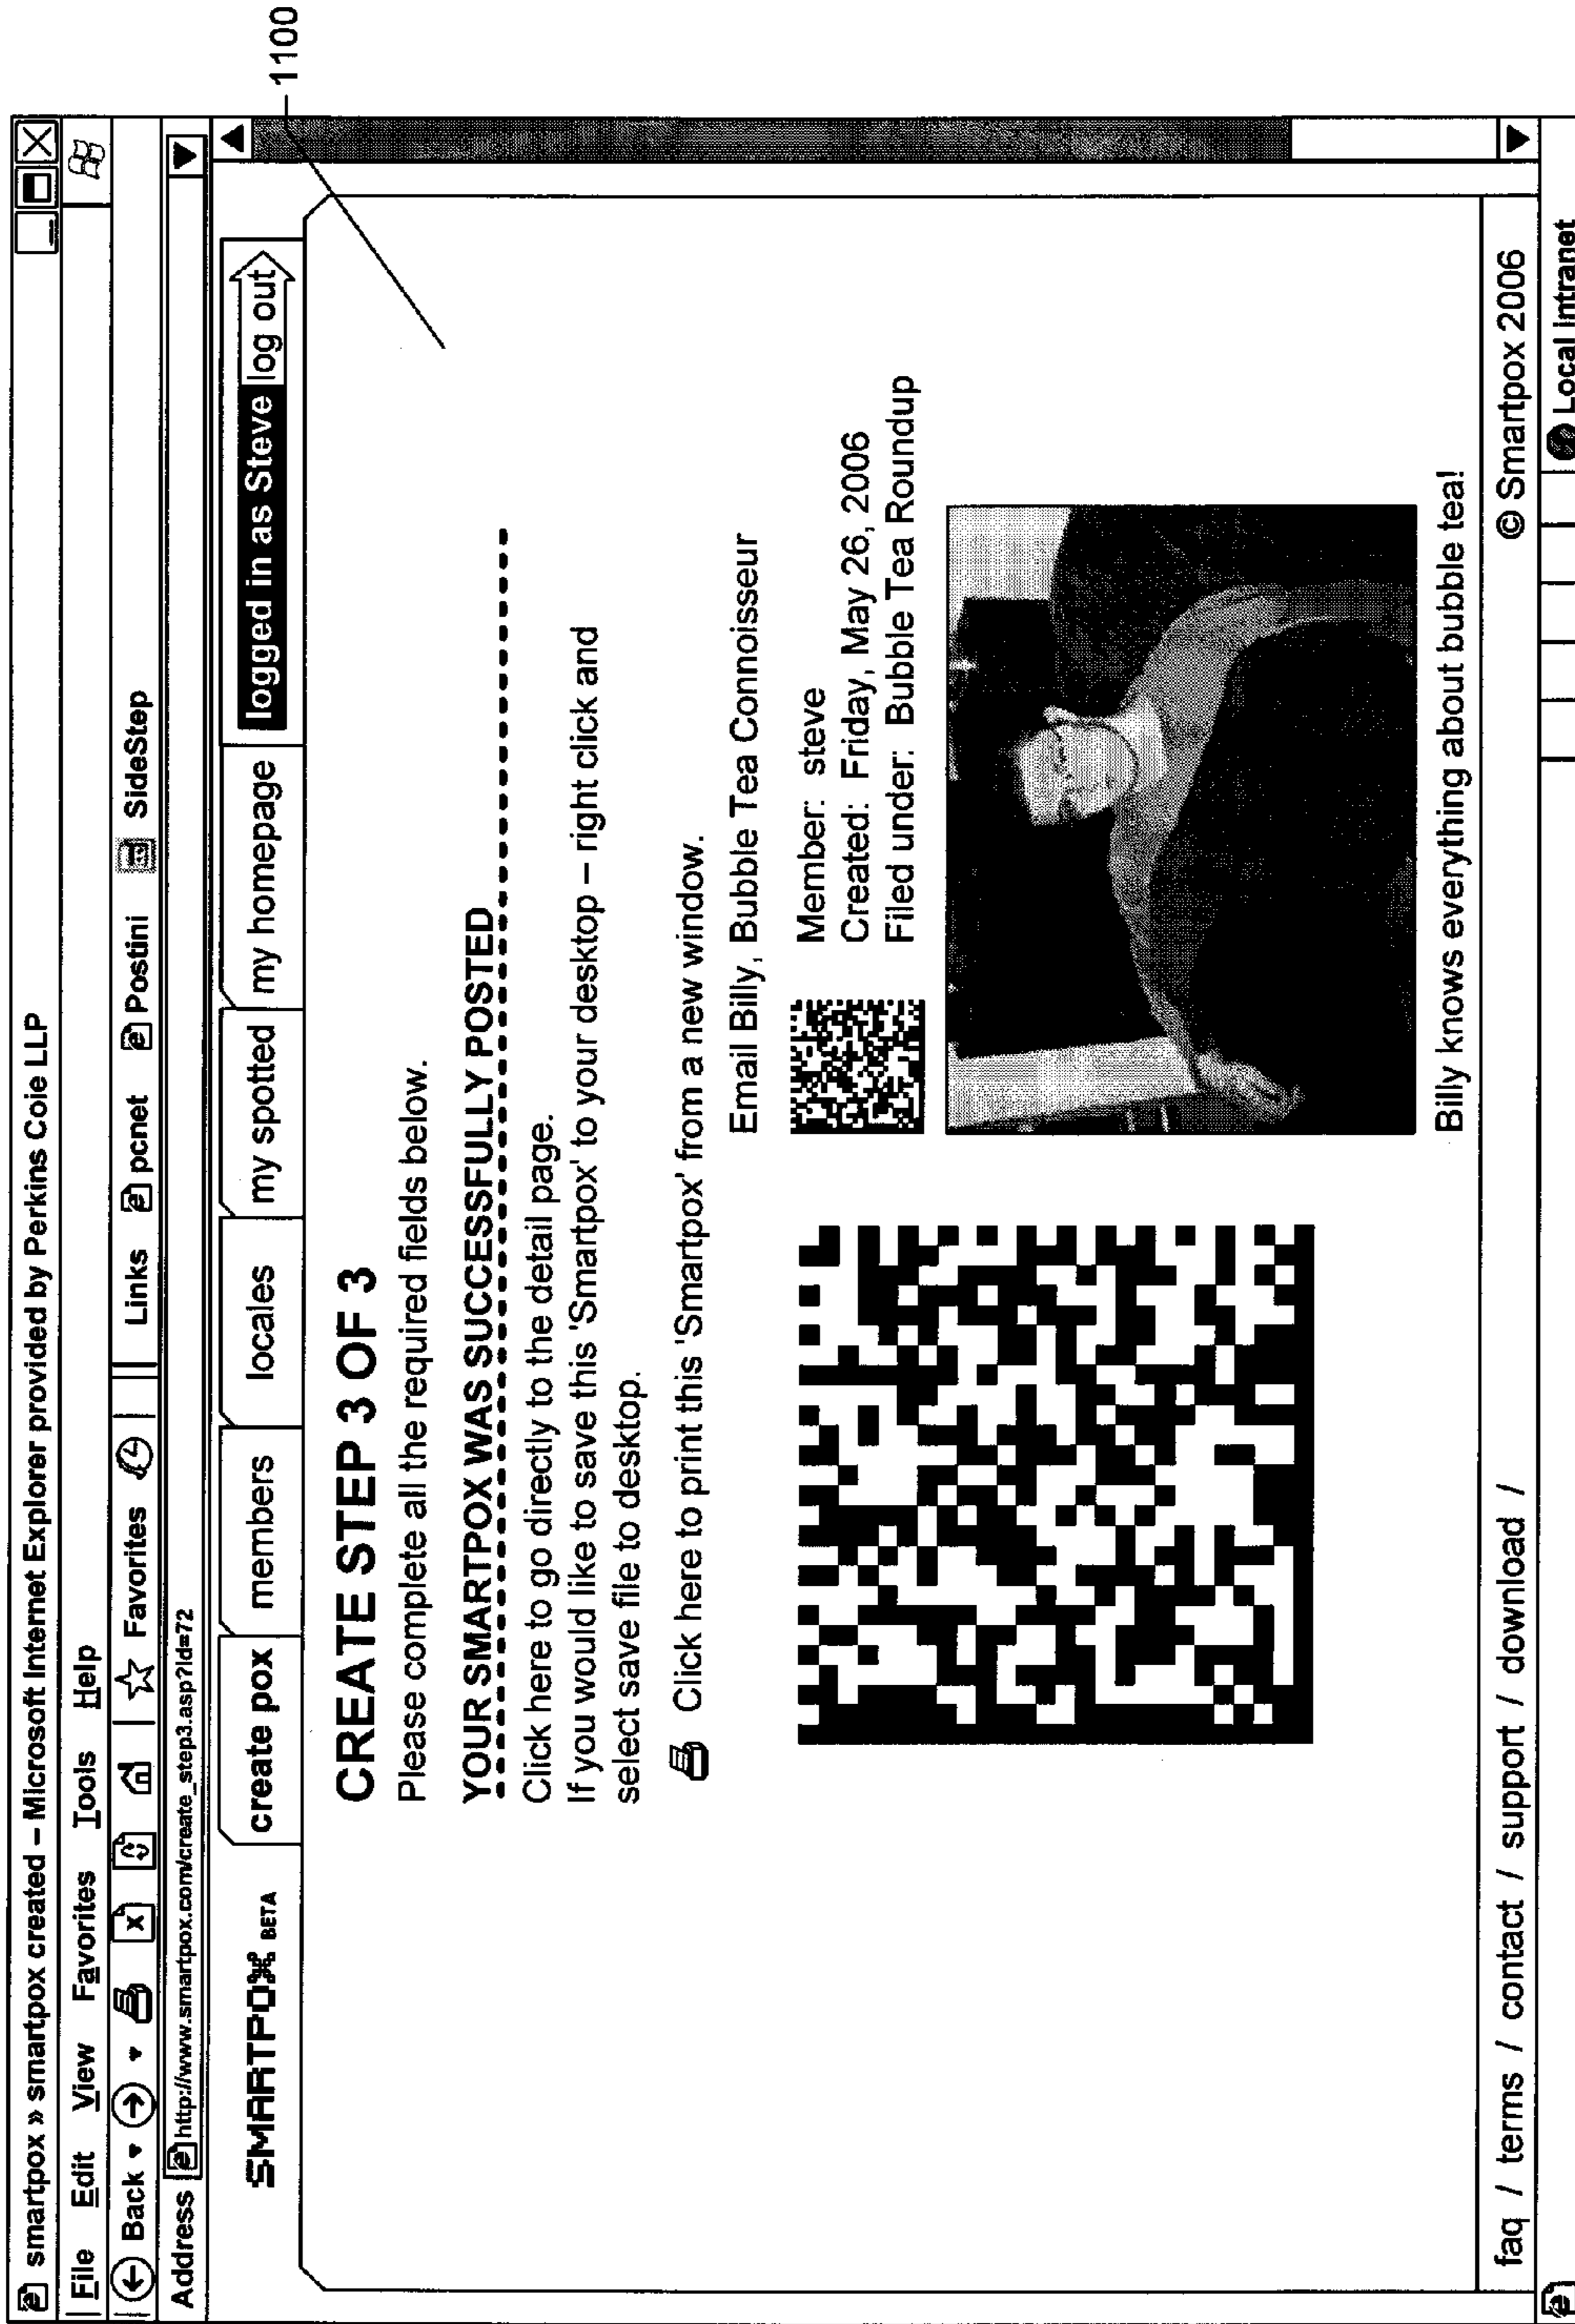 smartpox » smartpox created – Microsoft Internet Explorer provided by Perkins Coie LLP
File Edit View Favorites Tools Help
Back Favorites Links pcnet Postini SideStep
Address http://www.smartpox.com/create_step3.asp?id=72
SMARTPOX BETA create pox members locales my spotted my homepage logged in as Steve log out
1100
CREATE STEP 3 OF 3
Please complete all the required fields below.
YOUR SMARTPOX WAS SUCCESSFULLY POSTED
Click here to go directly to the detail page.
If you would like to save this 'Smartpox' to your desktop – right click and
select save file to desktop.
Click here to print this 'Smartpox' from a new window.
Email Billy, Bubble Tea Connoisseur
Member: steve
Created: Friday, May 26, 2006
Filed under: Bubble Tea Roundup
Billy knows everything about bubble tea!
faq / terms / contact / support / download / © Smartpox 2006
Local intranet